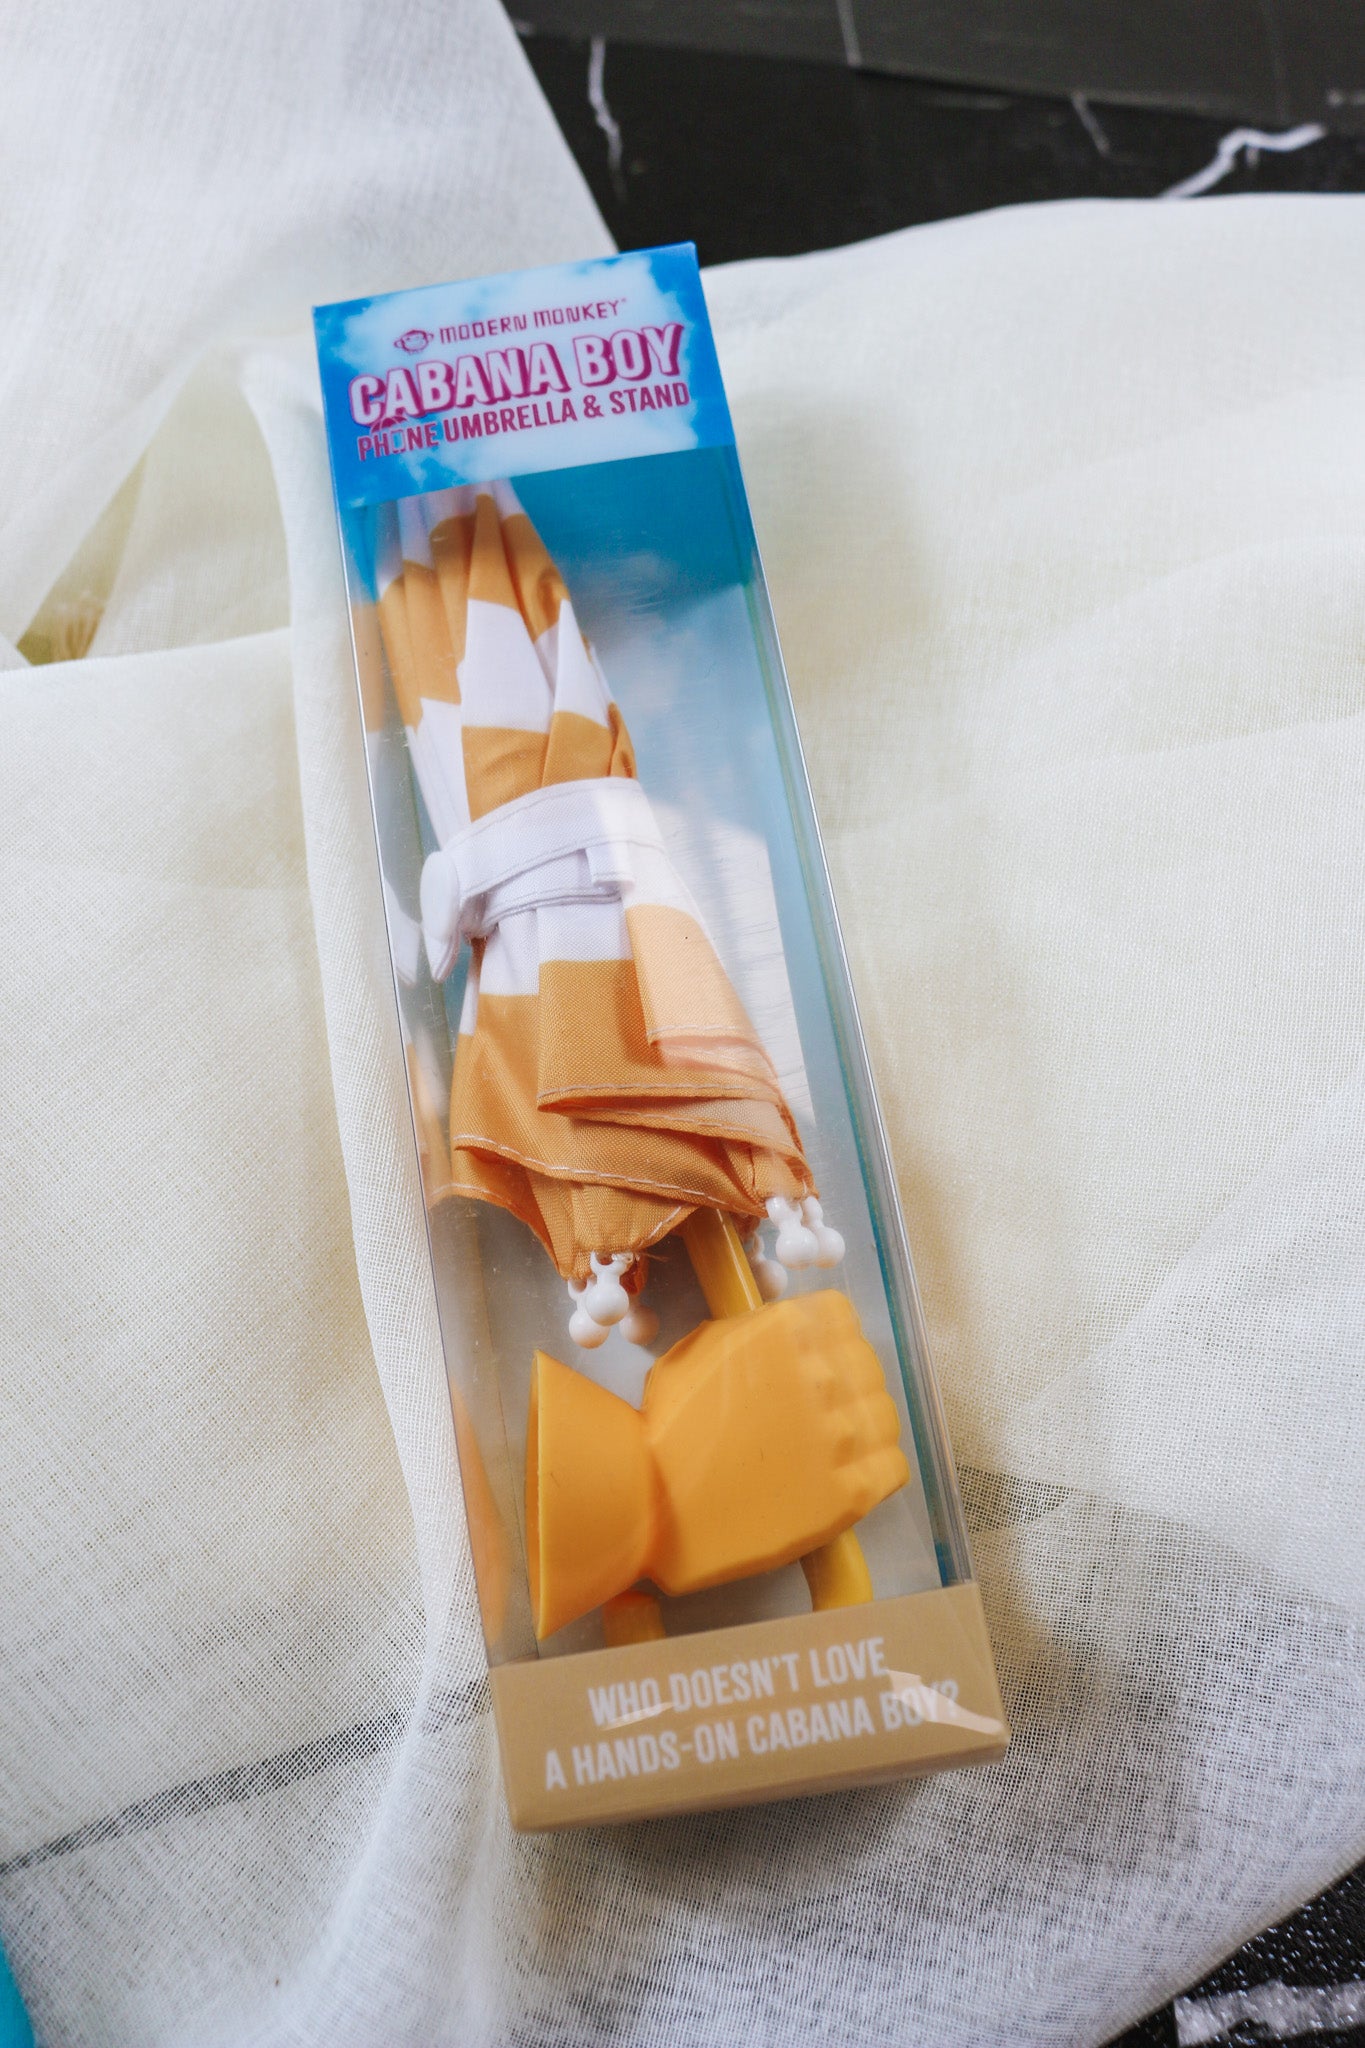 MODERN MONKEY
CABANA BOY
PHONE UMBRELLA & STAND
WHO DOESN'T LOVE
A HANDS-ON CABANA BOY?